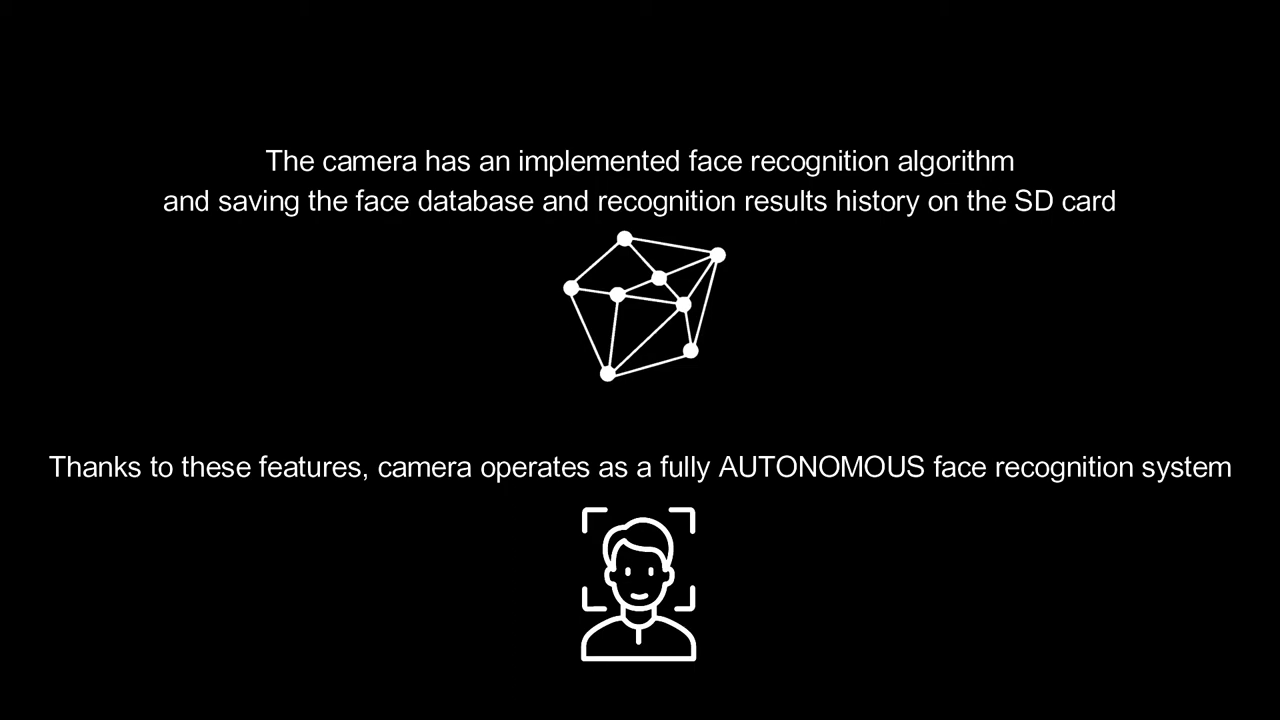 The camera has an implemented face recognition algorithm
and saving the face database and recognition results history on the SD card
Thanks to these features, camera operates as a fully AUTONOMOUS face recognition system